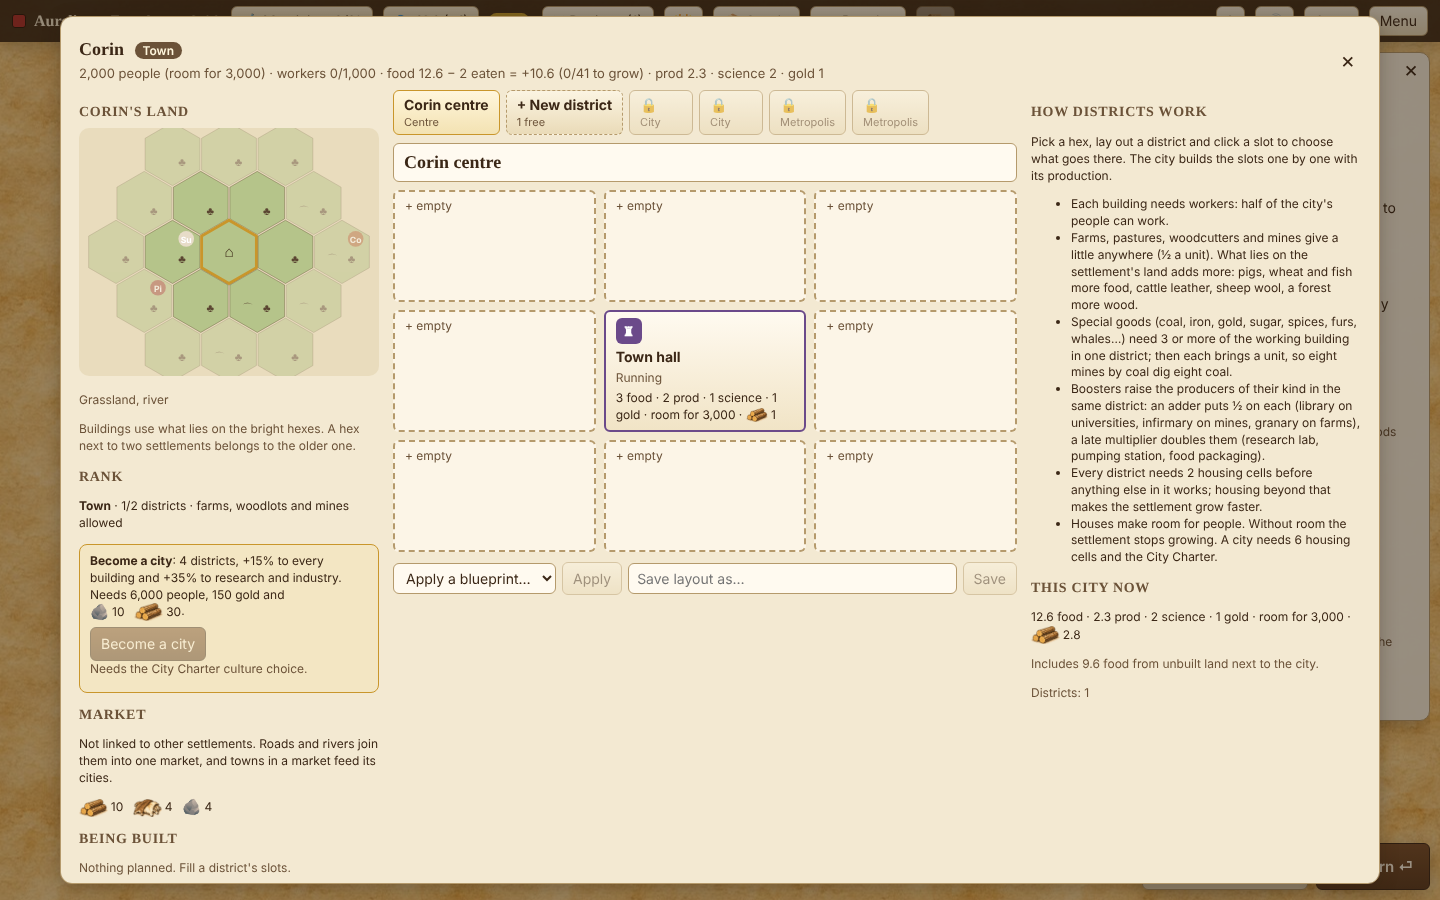 Menu
Corin Town
2,000 people (room for 3,000) · workers 0/1,000 · food 12.6 − 2 eaten = +10.6 (0/41 to grow) · prod 2.3 · science 2 · gold 1
CORIN'S LAND
Su
Co
Pi
Grassland, river
Buildings use what lies on the bright hexes. A hex
next to two settlements belongs to the older one.
RANK
Town · 1/2 districts · farms, woodlots and mines
allowed
Become a city: 4 districts, +15% to every
building and +35% to research and industry.
Needs 6,000 people, 150 gold and
10 30.
Become a city
Needs the City Charter culture choice.
MARKET
Not linked to other settlements. Roads and rivers join
them into one market, and towns in a market feed its
cities.
10 4 4
BEING BUILT
Nothing planned. Fill a district's slots.
Corin centre
Centre
+ New district
1 free
City
City
Metropolis
Metropolis
Corin centre
+ empty
+ empty
+ empty
+ empty
Town hall
Running
3 food · 2 prod · 1 science · 1
gold · room for 3,000 · 1
+ empty
+ empty
+ empty
+ empty
Apply a blueprint...
Apply
Save layout as...
Save
HOW DISTRICTS WORK
Pick a hex, lay out a district and click a slot to choose
what goes there. The city builds the slots one by one with
its production.
• Each building needs workers: half of the city's
people can work.
• Farms, pastures, woodcutters and mines give a
little anywhere (½ a unit). What lies on the
settlement's land adds more: pigs, wheat and fish
more food, cattle leather, sheep wool, a forest
more wood.
• Special goods (coal, iron, gold, sugar, spices, furs,
whales...) need 3 or more of the working building
in one district; then each brings a unit, so eight
mines by coal dig eight coal.
• Boosters raise the producers of their kind in the
same district: an adder puts ½ on each (library on
universities, infirmary on mines, granary on farms),
a late multiplier doubles them (research lab,
pumping station, food packaging).
• Every district needs 2 housing cells before
anything else in it works; housing beyond that
makes the settlement grow faster.
• Houses make room for people. Without room the
settlement stops growing. A city needs 6 housing
cells and the City Charter.
THIS CITY NOW
12.6 food · 2.3 prod · 2 science · 1 gold · room for 3,000 ·
2.8
Includes 9.6 food from unbuilt land next to the city.
Districts: 1
to